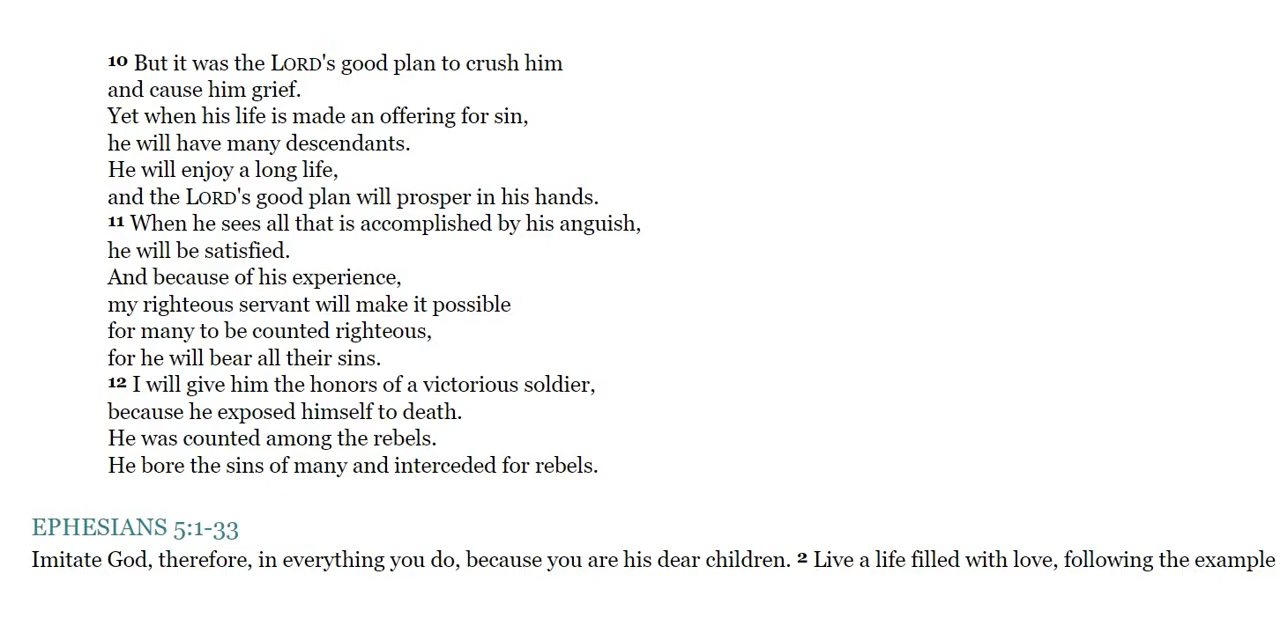 10 But it was the LORD's good plan to crush him
and cause him grief.
Yet when his life is made an offering for sin,
he will have many descendants.
He will enjoy a long life,
and the LORD's good plan will prosper in his hands.
11 When he sees all that is accomplished by his anguish,
he will be satisfied.
And because of his experience,
my righteous servant will make it possible
for many to be counted righteous,
for he will bear all their sins.
12 I will give him the honors of a victorious soldier,
because he exposed himself to death.
He was counted among the rebels.
He bore the sins of many and interceded for rebels.
EPHESIANS 5:1-33
Imitate God, therefore, in everything you do, because you are his dear children. 2 Live a life filled with love, following the example